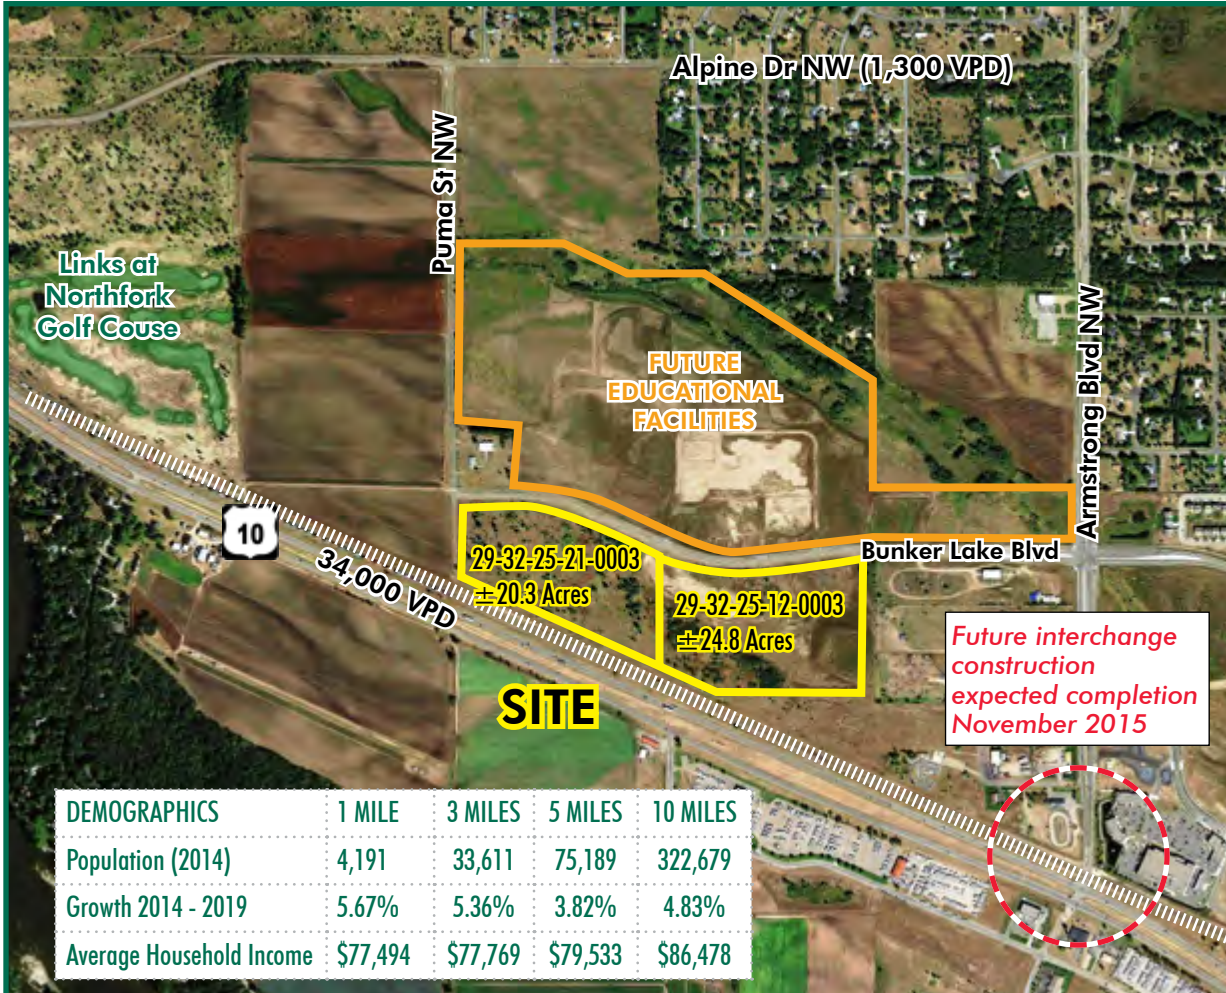 Alpine Dr NW (1,300 VPD)
Puma St NW
Links at
Northfork
Golf Couse
FUTURE
EDUCATIONAL
FACILITIES
Armstrong Blvd NW
10
34,000 VPD
Bunker Lake Blvd
29-32-25-21-0003
±20.3 Acres
29-32-25-12-0003
±24.8 Acres
SITE
Future interchange
construction
expected completion
November 2015
DEMOGRAPHICS 1 MILE 3 MILES 5 MILES 10 MILES
Population (2014) 4,191 33,611 75,189 322,679
Growth 2014 - 2019 5.67% 5.36% 3.82% 4.83%
Average Household Income $77,494 $77,769 $79,533 $86,478